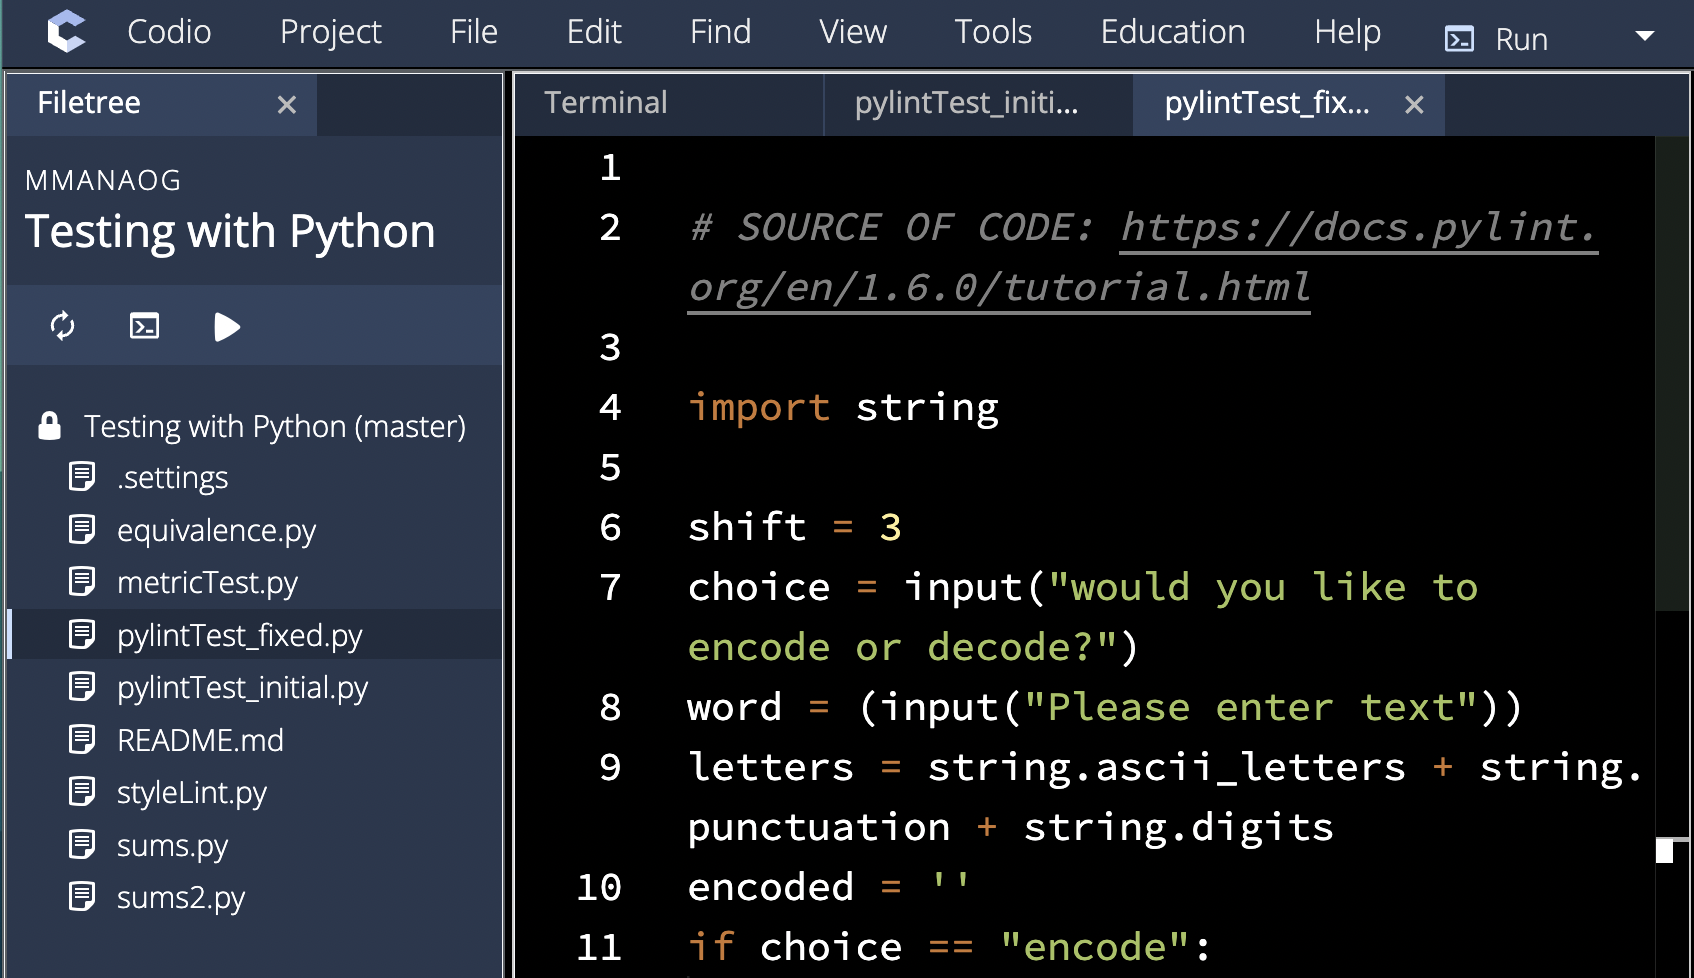 Codio Project File Edit Find View Tools Education Help Run
Filetree
MMANAOG
Testing with Python
Testing with Python (master)
.settings
equivalence.py
metricTest.py
pylintTest_fixed.py
pylintTest_initial.py
README.md
styleLint.py
sums.py
sums2.py
Terminal pylintTest_initi... pylintTest_fix...
1
2 # SOURCE OF CODE: https://docs.pylint.
org/en/1.6.0/tutorial.html
3
4 import string
5
6 shift = 3
7 choice = input("would you like to
encode or decode?")
8 word = (input("Please enter text"))
9 letters = string.ascii_letters + string.
punctuation + string.digits
10 encoded = ''
11 if choice == "encode":